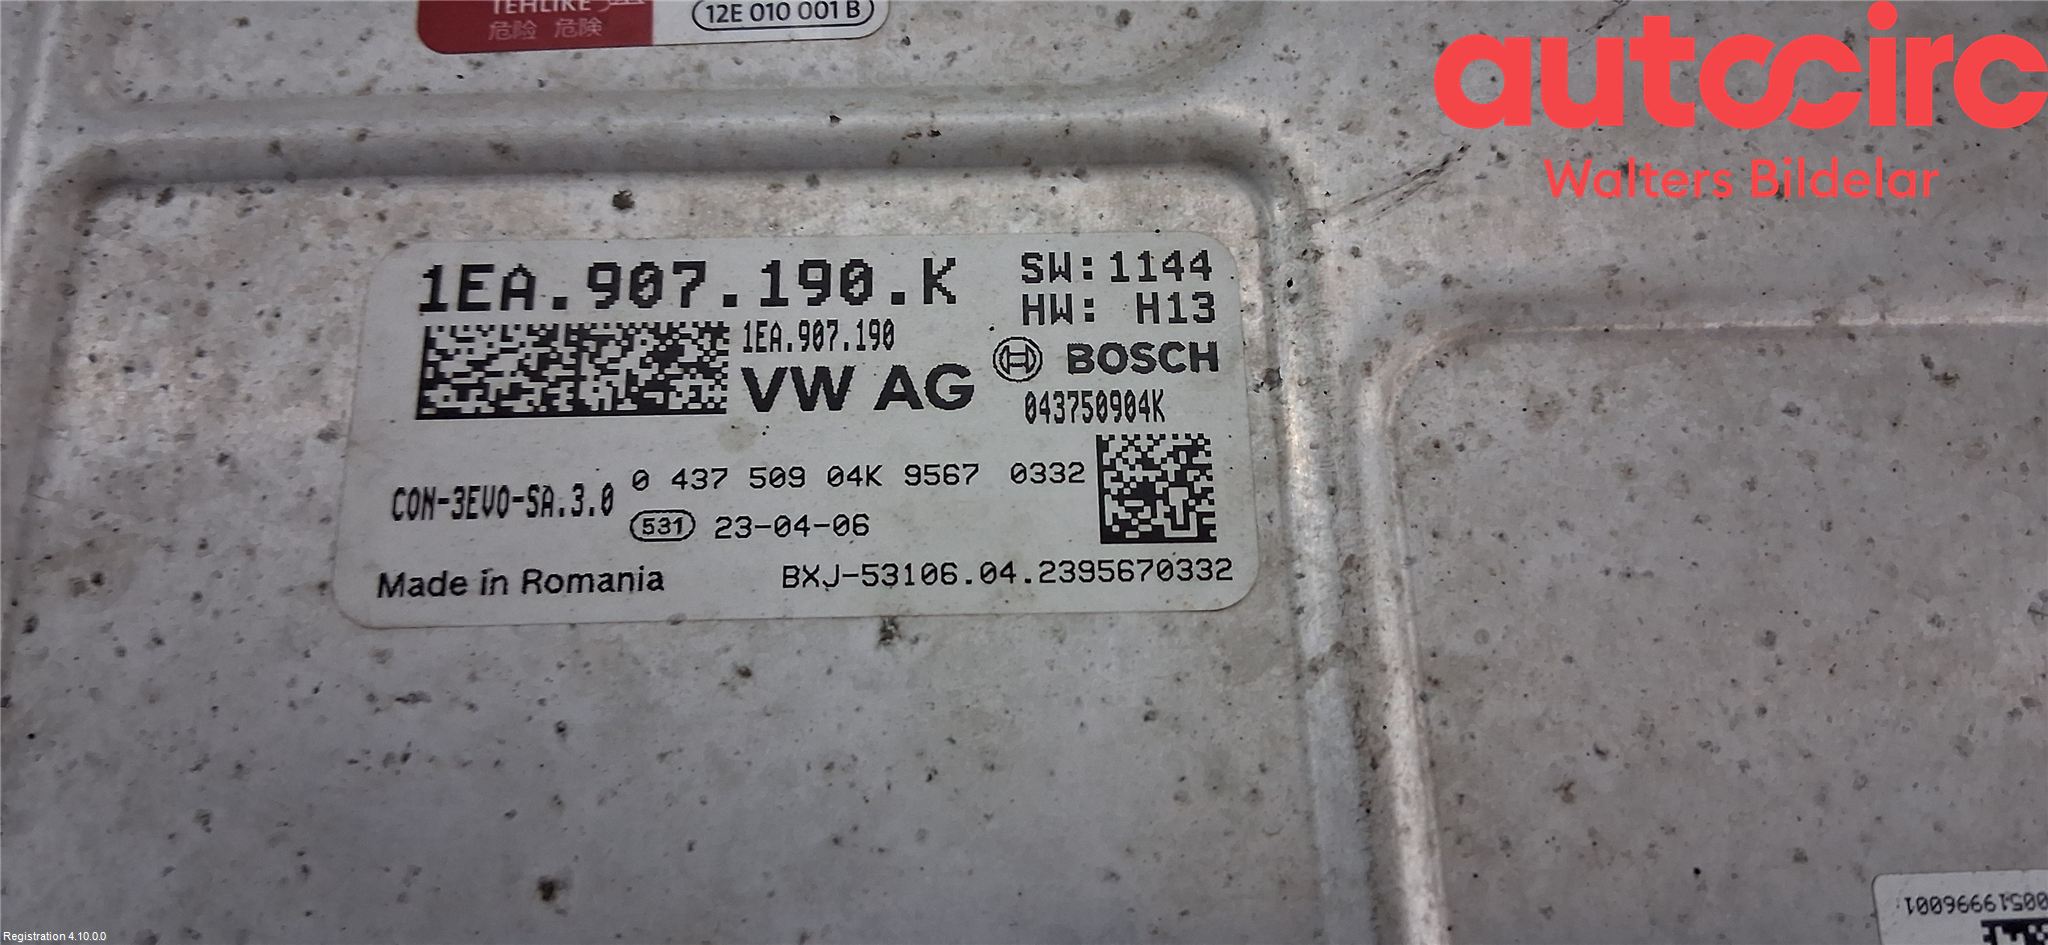 TEHLIKE
危险 危険
12E 010 001 B
autocirc
Walters Bildelar
1EA.907.190.K
SW:1144
HW: H13
1EA.907.190
VW AG
BOSCH
043750904K
CON-3EVO-SA.3.0
0 437 509 04K 9567 0332
531 23-04-06
Made in Romania
BXJ-53106.04.2395670332
Registration 4.10.0.0